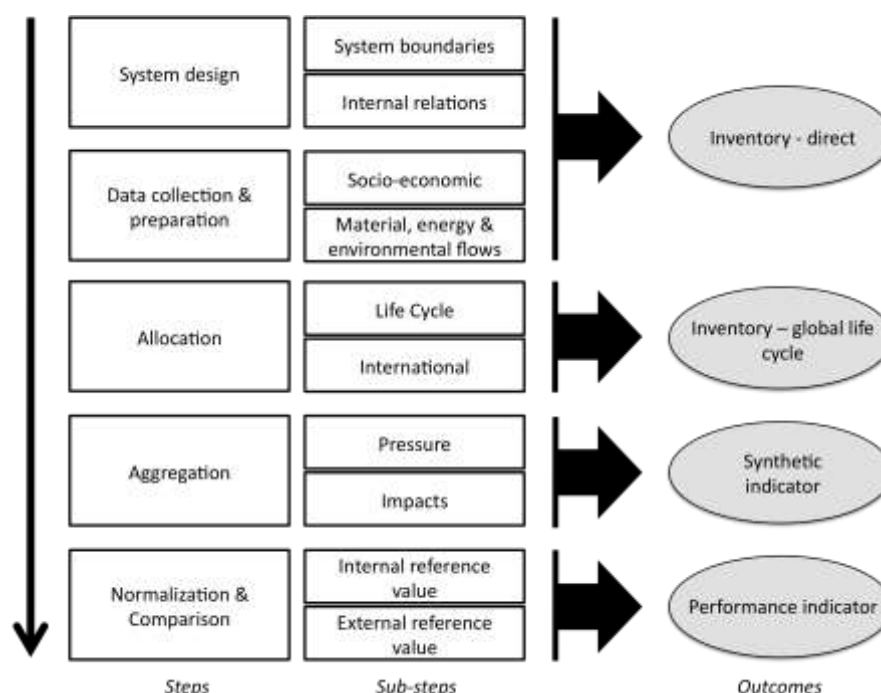 System design
System boundaries
Internal relations
Inventory - direct
Data collection &
preparation
Socio-economic
Material, energy &
environmental flows
Allocation
Life Cycle
International
Inventory – global life
cycle
Aggregation
Pressure
Impacts
Synthetic
indicator
Normalization &
Comparison
Internal reference
value
External reference
value
Performance indicator
Steps
Sub-steps
Outcomes